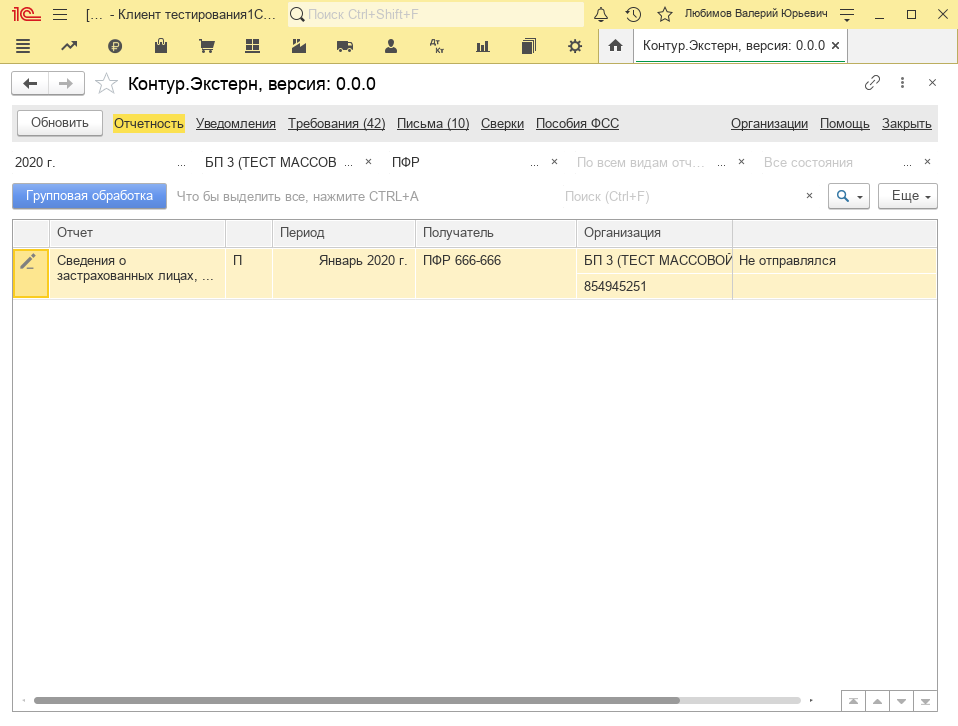 1С [... - Клиент тестирования1С... Поиск Ctrl+Shift+F Любимов Валерий Юрьевич
Дт Кт Контур.Экстерн, версия: 0.0.0 ×
Контур.Экстерн, версия: 0.0.0
Обновить Отчетность Уведомления Требования (42) Письма (10) Сверки Пособия ФСС Организации Помощь Закрыть
2020 г. ... БП 3 (ТЕСТ МАССОВ ... × ПФР ... × По всем видам отч... ... × Все состояния ... ×
Групповая обработка Что бы выделить все, нажмите CTRL+A Поиск (Ctrl+F) × Еще
Отчет Период Получатель Организация
Сведения о П Январь 2020 г. ПФР 666-666 БП 3 (ТЕСТ МАССОВОЙ Не отправлялся
застрахованных лицах, ...
854945251